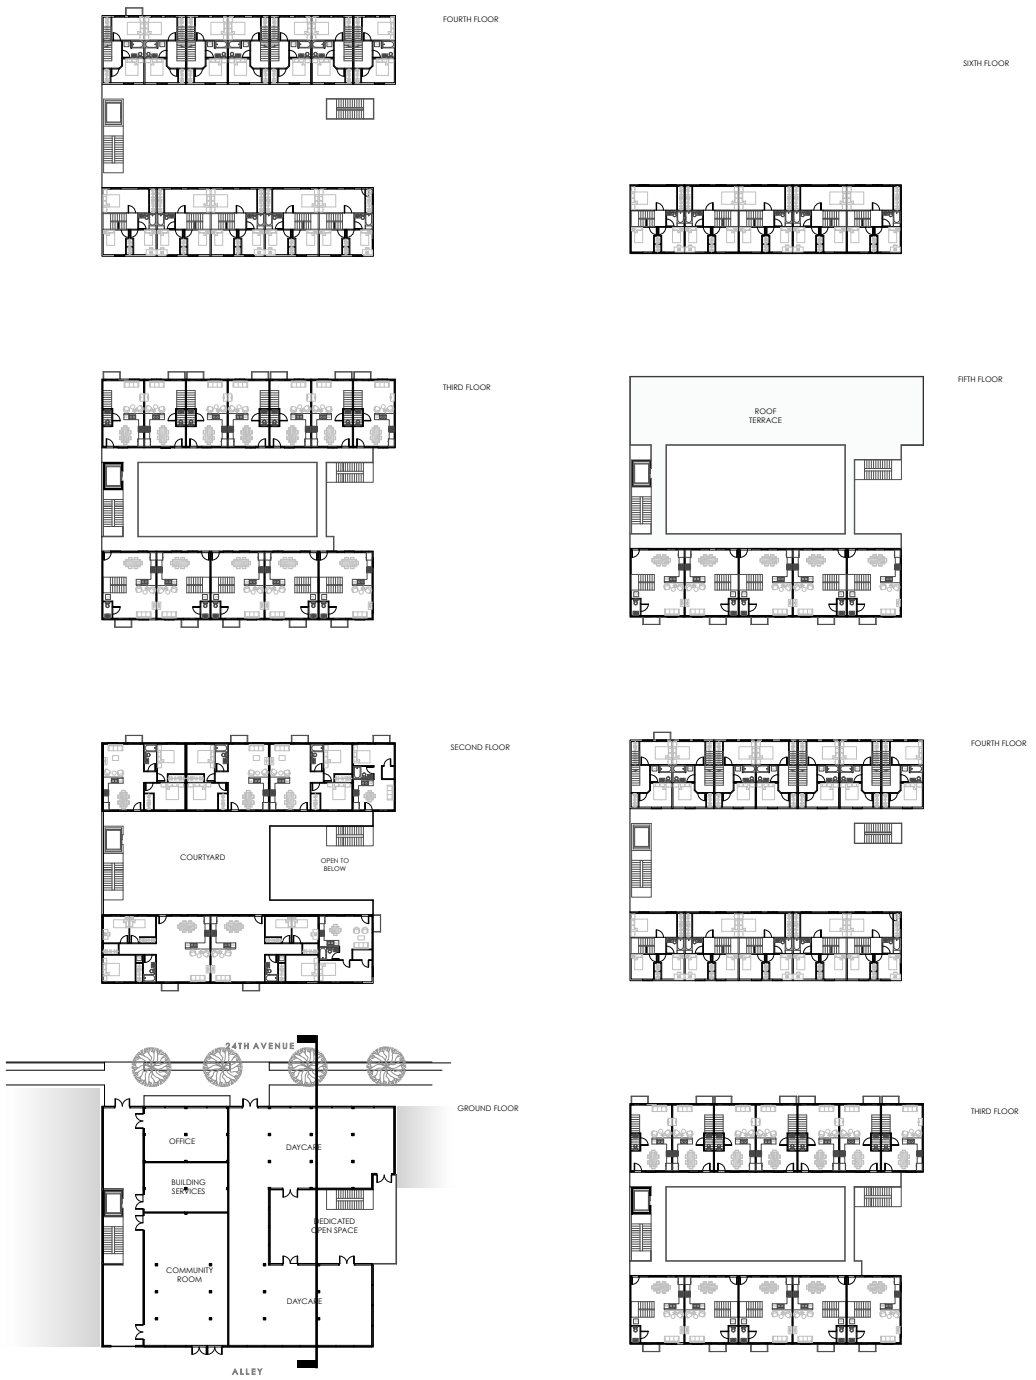 FOURTH FLOOR
SIXTH FLOOR
THIRD FLOOR
FIFTH FLOOR
ROOF
TERRACE
SECOND FLOOR
FOURTH FLOOR
COURTYARD
OPEN TO
BELOW
24TH AVENUE
GROUND FLOOR
THIRD FLOOR
OFFICE
DAYCARE
BUILDING
SERVICES
DEDICATED
OPEN SPACE
COMMUNITY
ROOM
DAYCARE
ALLEY